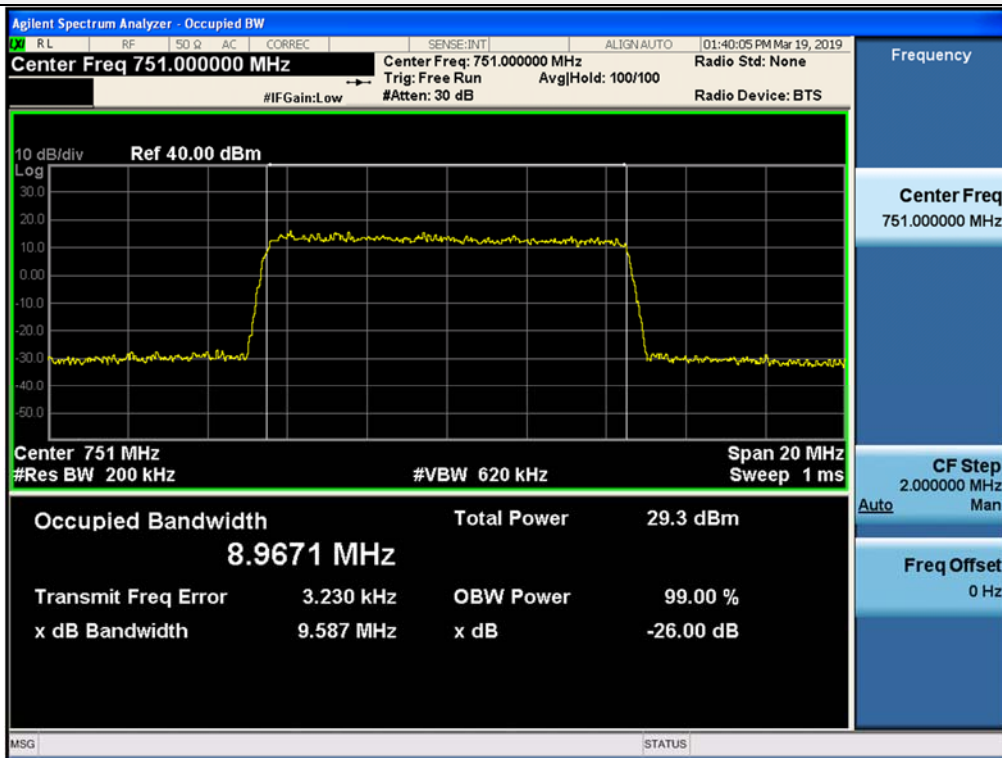 Agilent Spectrum Analyzer - Occupied BW
LXI RL RF 50 Ω AC CORREC SENSE:INT ALIGN AUTO 01:40:05 PM Mar 19, 2019
Center Freq 751.000000 MHz Center Freq: 751.000000 MHz Radio Std: None
Trig: Free Run Avg|Hold: 100/100
#IFGain:Low #Atten: 30 dB Radio Device: BTS
10 dB/div Ref 40.00 dBm
Log
30.0
20.0
10.0
0.00
-10.0
-20.0
-30.0
-40.0
-50.0
Center 751 MHz Span 20 MHz
#Res BW 200 kHz #VBW 620 kHz Sweep 1 ms
Occupied Bandwidth Total Power 29.3 dBm
8.9671 MHz
Transmit Freq Error 3.230 kHz OBW Power 99.00 %
x dB Bandwidth 9.587 MHz x dB -26.00 dB
Frequency
Center Freq
751.000000 MHz
CF Step
2.000000 MHz
Auto Man
Freq Offset
0 Hz
MSG STATUS